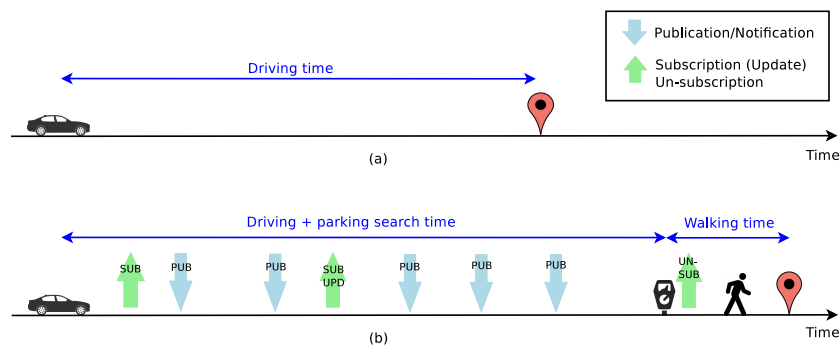 Publication/Notification
Subscription (Update)
Un-subscription
Driving time
Time
(a)
Driving + parking search time
Walking time
SUB
PUB
PUB
SUB
UPD
PUB
PUB
PUB
UN-
SUB
Time
(b)